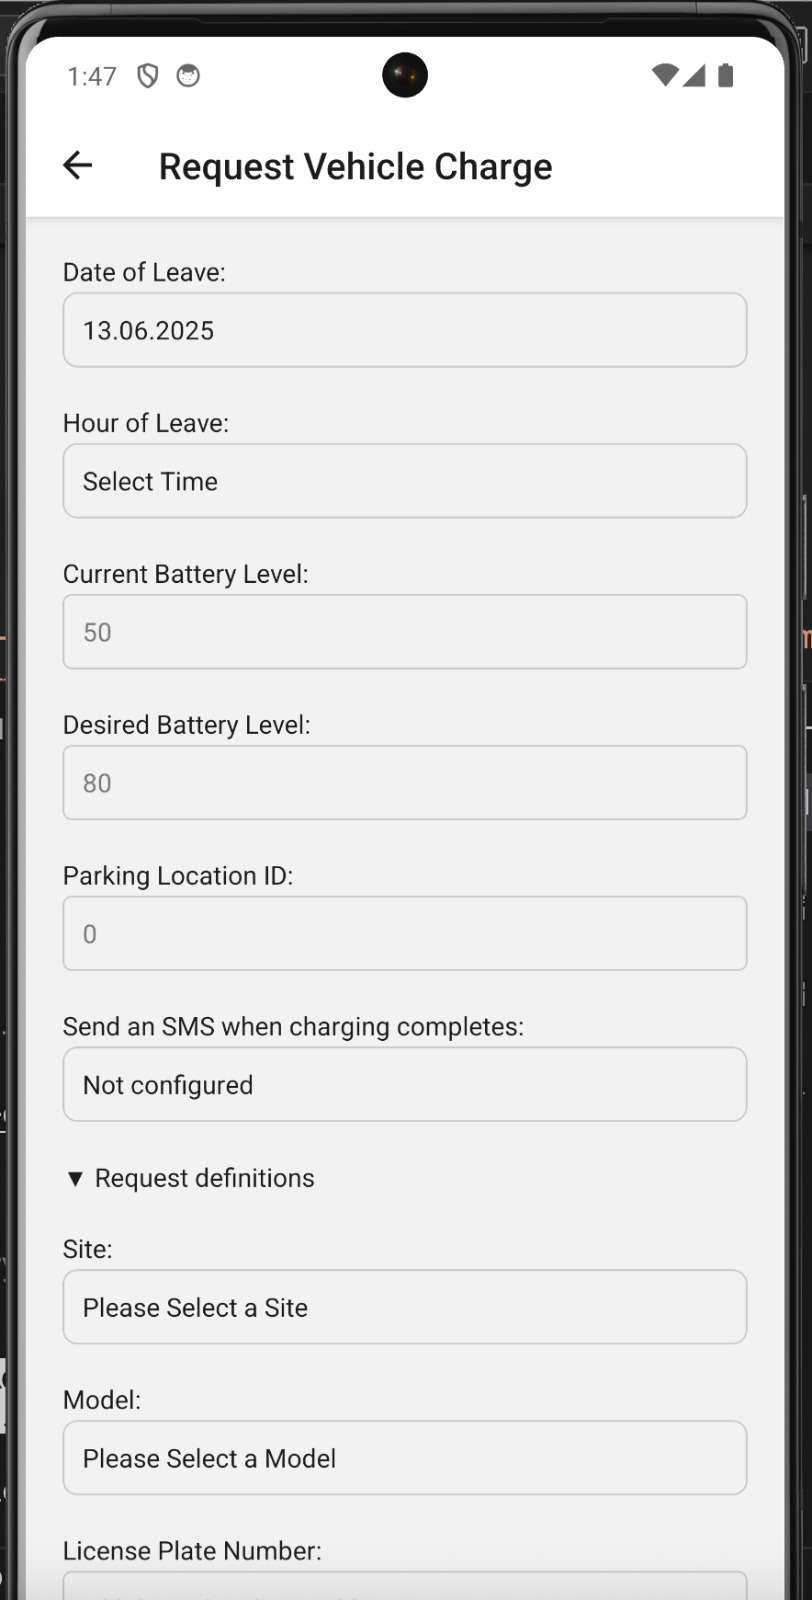 1:47
Request Vehicle Charge
Date of Leave:
13.06.2025
Hour of Leave:
Select Time
Current Battery Level:
50
Desired Battery Level:
80
Parking Location ID:
0
Send an SMS when charging completes:
Not configured
▼ Request definitions
Site:
Please Select a Site
Model:
Please Select a Model
License Plate Number: